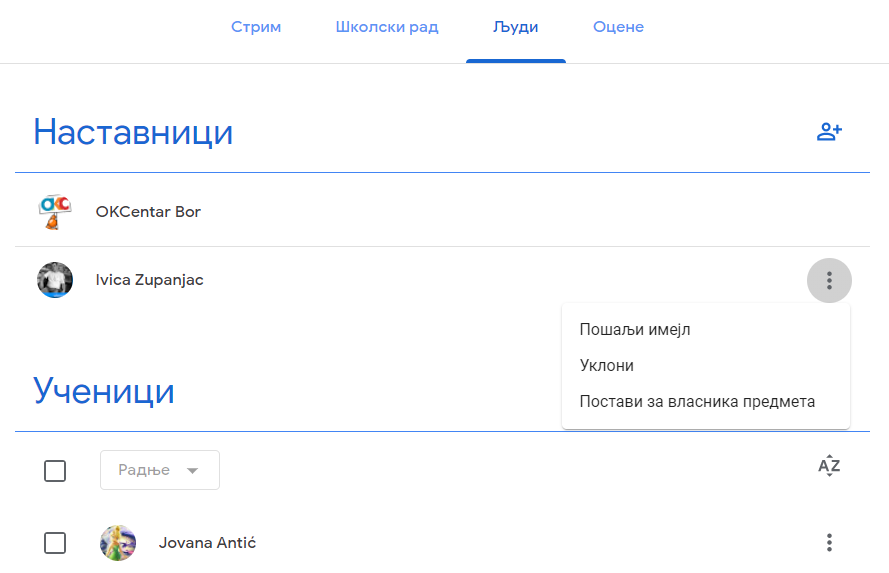 Стрим Школски рад Људи Оцене
Наставници
OKCentar Bor
Ivica Zupanjac
Пошаљи имејл
Уклони
Постави за власника предмета
Ученици
Радње
AZ
Jovana Antić